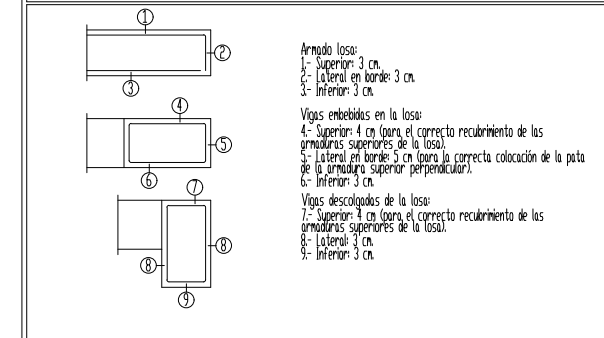 1
2
3
Armado losa:
1.- Superior: 3 cm.
2.- Lateral en borde: 3 cm.
3.- Inferior: 3 cm.
4
5
6
Vigas embebidas en la losa:
4.- Superior: 4 cm (para el correcto recubrimiento de las
armaduras superiores de la losa).
5.- Lateral en borde: 5 cm (para la correcta colocación de la pata
de la armadura superior perpendicular).
6.- Inferior: 3 cm.
7
8
8
9
Vigas descolgadas de la losa:
7.- Superior: 4 cm (para el correcto recubrimiento de las
armaduras superiores de la losa).
8.- Lateral: 3 cm.
9.- Inferior: 3 cm.